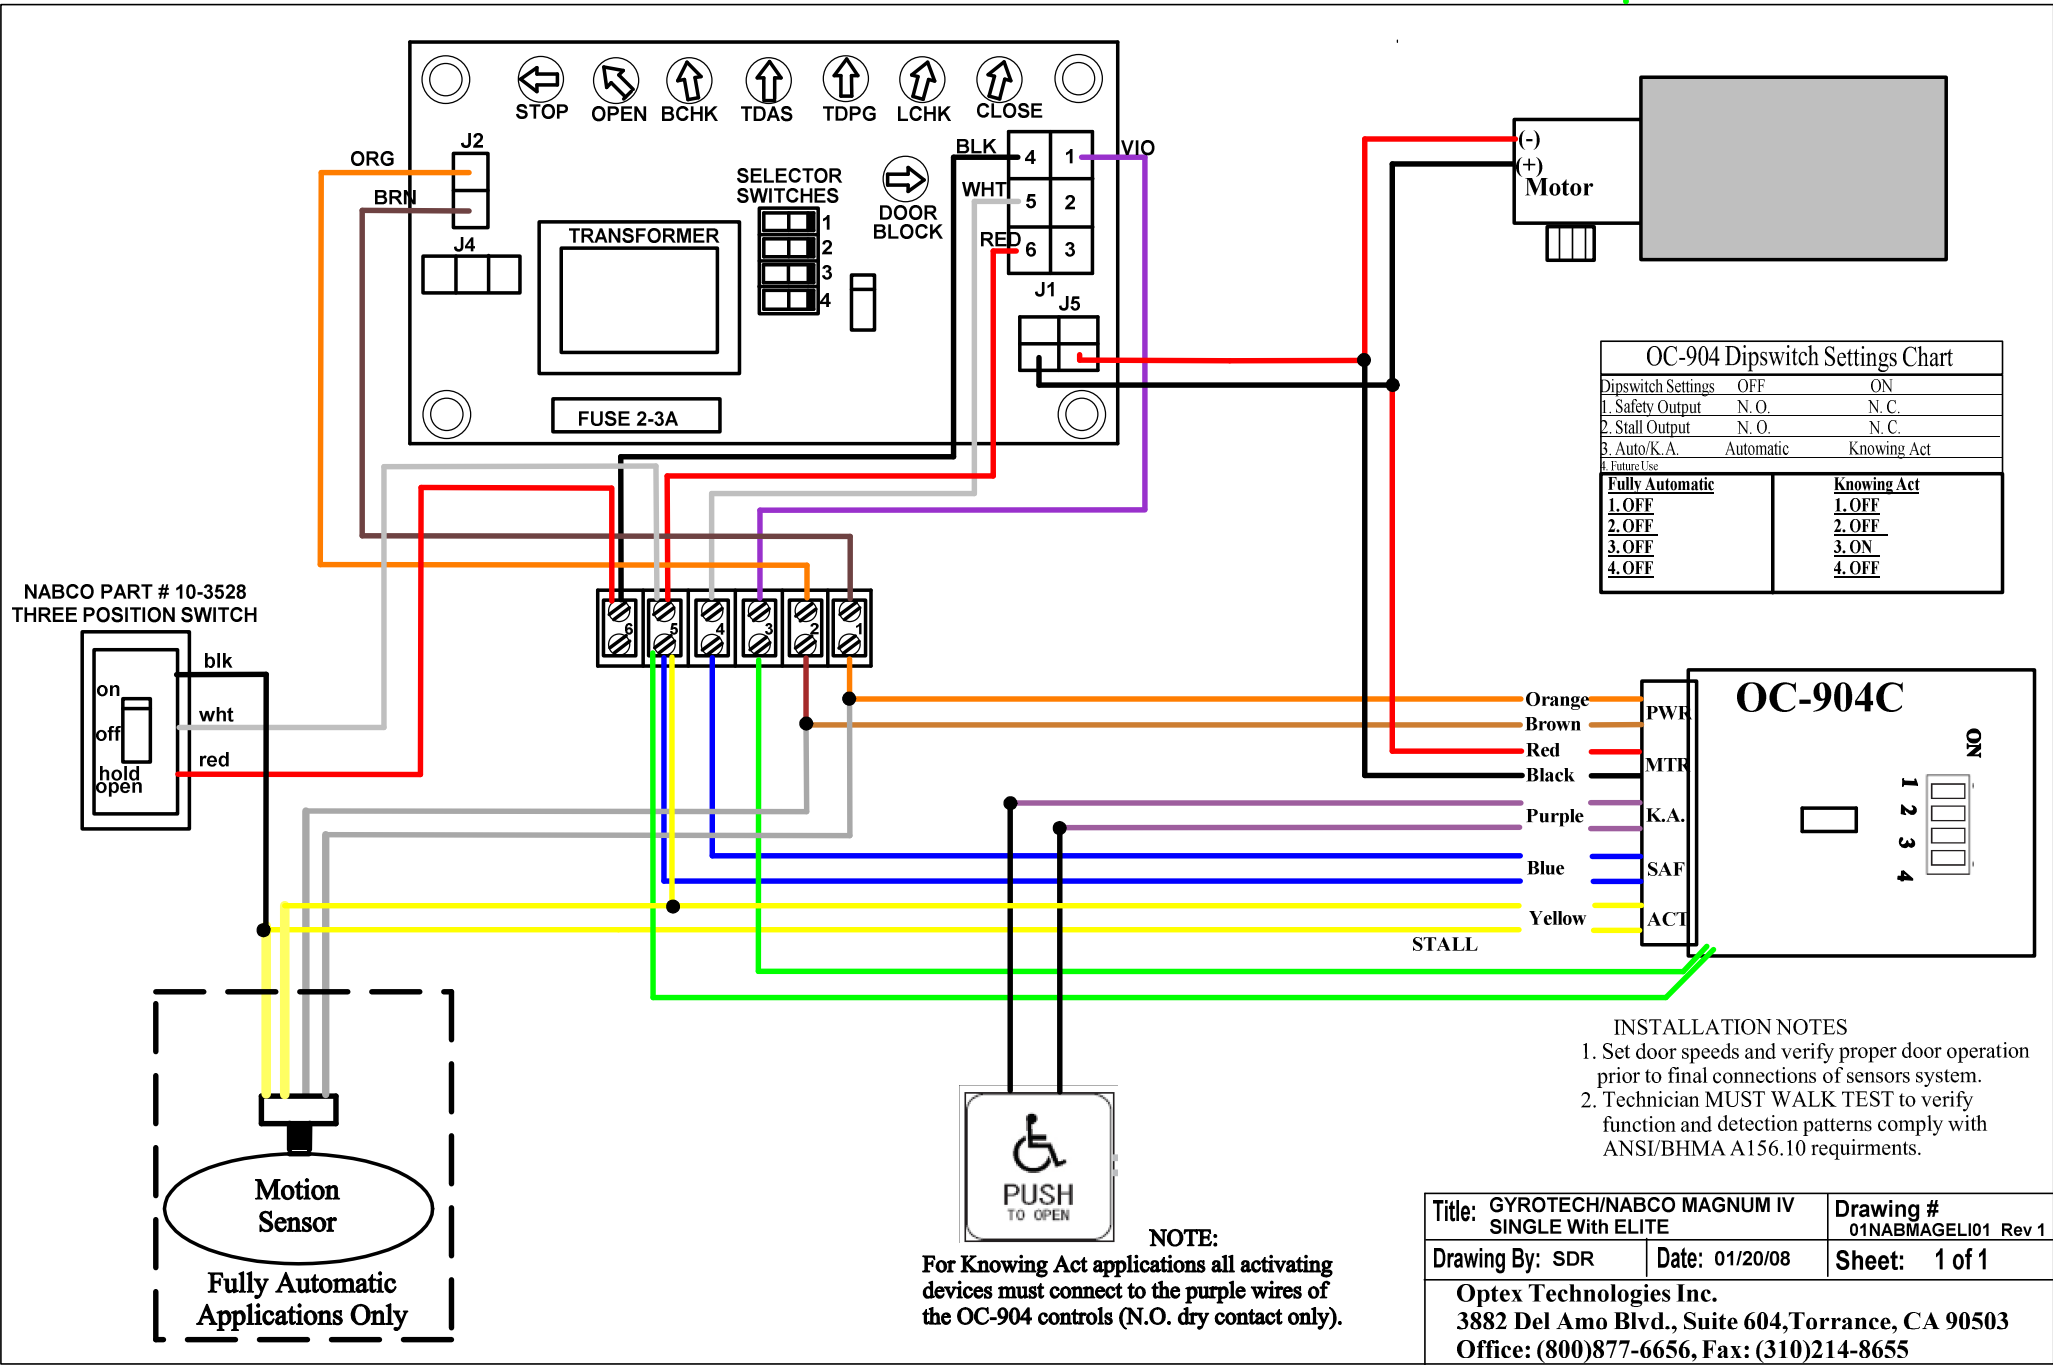 STOP
OPEN
BCHK
TDAS
TDPG
LCHK
CLOSE
J2
ORG
BRN
J4
TRANSFORMER
SELECTOR
SWITCHES
1
2
3
4
DOOR
BLOCK
BLK
WHT
RED
VIO
4 1
5 2
6 3
J1
J5
FUSE 2-3A
(-)
(+)
Motor
OC-904 Dipswitch Settings Chart
Dipswitch Settings OFF ON
1. Safety Output N. O. N. C.
2. Stall Output N. O. N. C.
3. Auto/K.A. Automatic Knowing Act
4. Future Use
Fully Automatic
1. OFF
2. OFF
3. OFF
4. OFF
Knowing Act
1. OFF
2. OFF
3. ON
4. OFF
NABCO PART # 10-3528
THREE POSITION SWITCH
on
off
hold
open
blk
wht
red
6 5 4 3 2 1
Orange
Brown
Red
Black
Purple
Blue
Yellow
STALL
PWR
MTR
K.A.
SAF
ACT
OC-904C
ON
1
2
3
4
INSTALLATION NOTES
1. Set door speeds and verify proper door operation
prior to final connections of sensors system.
2. Technician MUST WALK TEST to verify
function and detection patterns comply with
ANSI/BHMA A156.10 requirments.
Motion
Sensor
Fully Automatic
Applications Only
PUSH
TO OPEN
NOTE:
For Knowing Act applications all activating
devices must connect to the purple wires of
the OC-904 controls (N.O. dry contact only).
Title: GYROTECH/NABCO MAGNUM IV
SINGLE With ELITE
Drawing #
01NABMAGELI01 Rev 1
Drawing By: SDR
Date: 01/20/08
Sheet: 1 of 1
Optex Technologies Inc.
3882 Del Amo Blvd., Suite 604,Torrance, CA 90503
Office: (800)877-6656, Fax: (310)214-8655